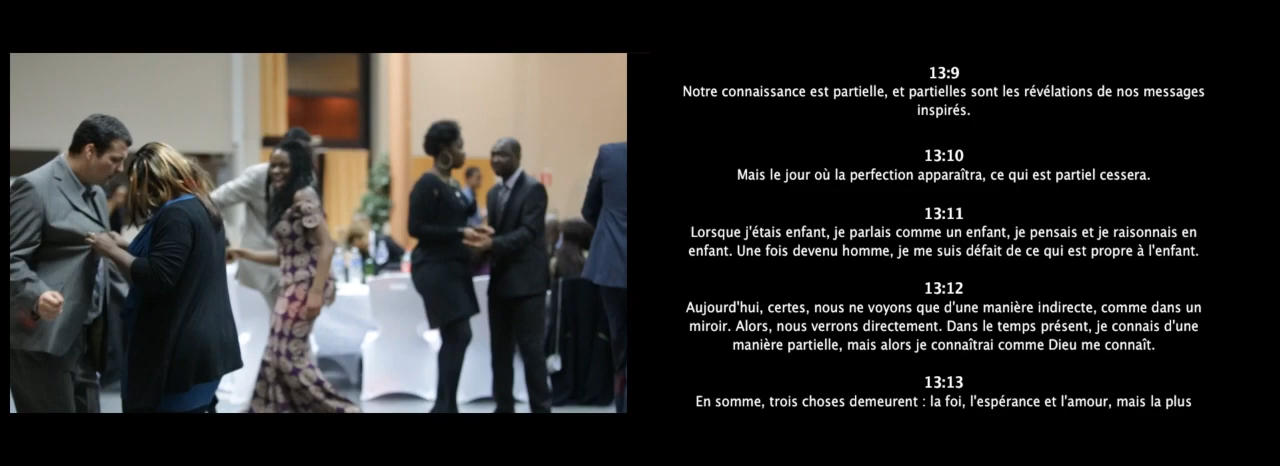 13:9
Notre connaissance est partielle, et partielles sont les révélations de nos messages
inspirés.
13:10
Mais le jour où la perfection apparaîtra, ce qui est partiel cessera.
13:11
Lorsque j'étais enfant, je parlais comme un enfant, je pensais et je raisonnais en
enfant. Une fois devenu homme, je me suis défait de ce qui est propre à l'enfant.
13:12
Aujourd'hui, certes, nous ne voyons que d'une manière indirecte, comme dans un
miroir. Alors, nous verrons directement. Dans le temps présent, je connais d'une
manière partielle, mais alors je connaîtrai comme Dieu me connaît.
13:13
En somme, trois choses demeurent : la foi, l'espérance et l'amour, mais la plus